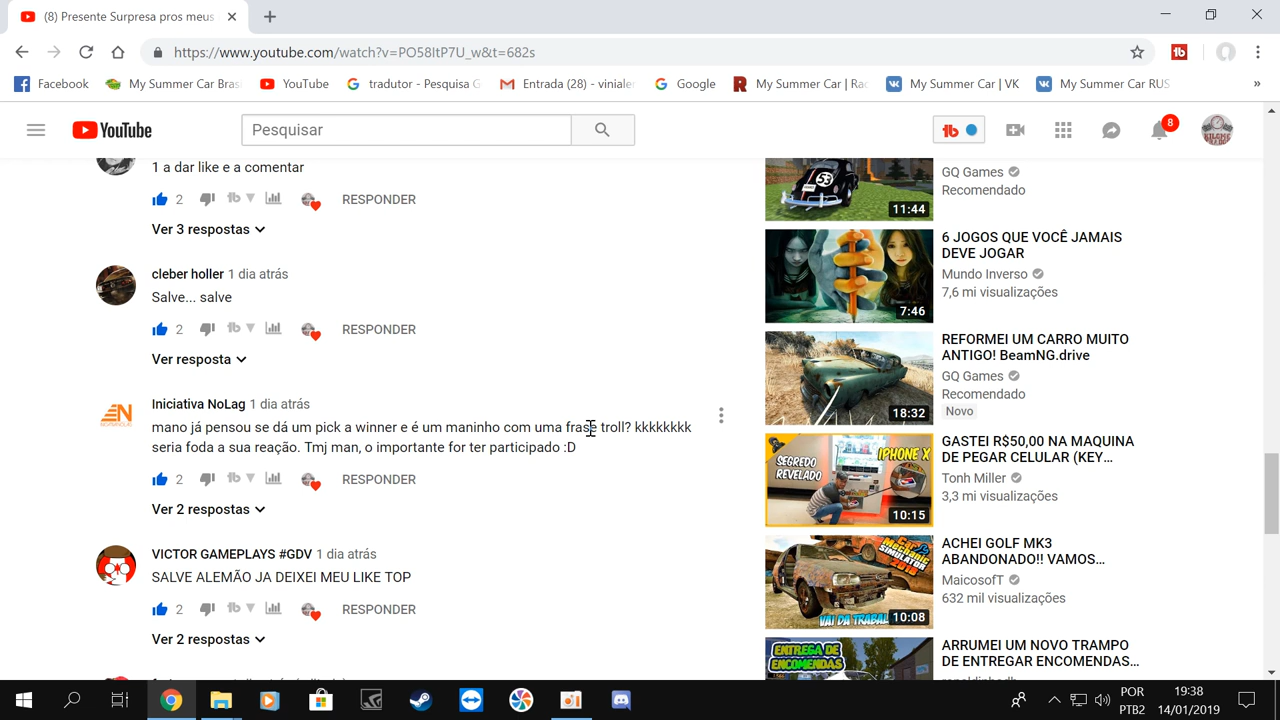 (8) Presente Surpresa pros meus
https://www.youtube.com/watch?v=PO58ItP7U_w&t=682s
Facebook
My Summer Car Bras
YouTube
tradutor - Pesquisa G
Entrada (28) - viniale
Google
My Summer Car | Rac
My Summer Car | VK
My Summer Car RUS
»
YouTube
Pesquisar
8
1 a dar like e a comentar
2 RESPONDER
Ver 3 respostas
cleber holler 1 dia atrás
Salve... salve
2 RESPONDER
Ver resposta
Iniciativa NoLag 1 dia atrás
mano já pensou se dá um pick a winner e é um maninho com uma frase troll? kkkkkkkk
seria foda a sua reação. Tmj man, o importante for ter participado :D
2 RESPONDER
Ver 2 respostas
VICTOR GAMEPLAYS #GDV 1 dia atrás
SALVE ALEMÃO JA DEIXEI MEU LIKE TOP
2 RESPONDER
Ver 2 respostas
53
11:44
GQ Games
Recomendado
7:46
6 JOGOS QUE VOCÊ JAMAIS
DEVE JOGAR
Mundo Inverso
7,6 mi visualizações
18:32
REFORMEI UM CARRO MUITO
ANTIGO! BeamNG.drive
GQ Games
Recomendado
Novo
SEGREDO
REVELADO
IPHONE X
10:15
GASTEI R$50,00 NA MAQUINA
DE PEGAR CELULAR (KEY...
Tonh Miller
3,3 mi visualizações
Car Mechanic
SIMULATOR
2018
VAI DA TRABAL
10:08
ACHEI GOLF MK3
ABANDONADO!! VAMOS...
MaicosofT
632 mil visualizações
ENTREGA DE
ENCOMENDAS
ARRUMEI UM NOVO TRAMPO
DE ENTREGAR ENCOMENDAS...
POR
PTB2
19:38
14/01/2019